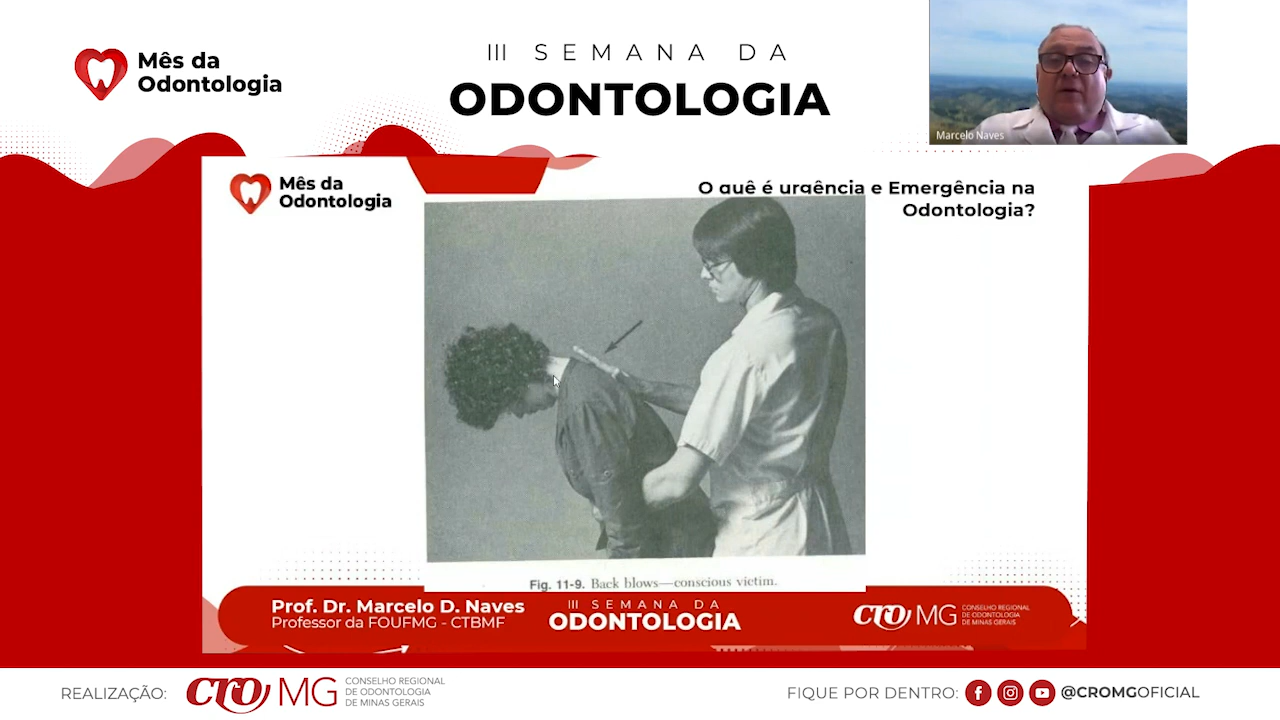 Mês da
Odontologia
III SEMANA DA
ODONTOLOGIA
Marcelo Naves
Mês da
Odontologia
O quê é urgência e Emergência na
Odontologia?
Fig. 11-9. Back blows—conscious victim.
Prof. Dr. Marcelo D. Naves
Professor da FOUFMG - CTBMF
III SEMANA DA
ODONTOLOGIA
cro MG
CONSELHO REGIONAL
DE ODONTOLOGIA
DE MINAS GERAIS
REALIZAÇÃO:
cro MG
CONSELHO REGIONAL
DE ODONTOLOGIA
DE MINAS GERAIS
FIQUE POR DENTRO:
@CROMGOFICIAL